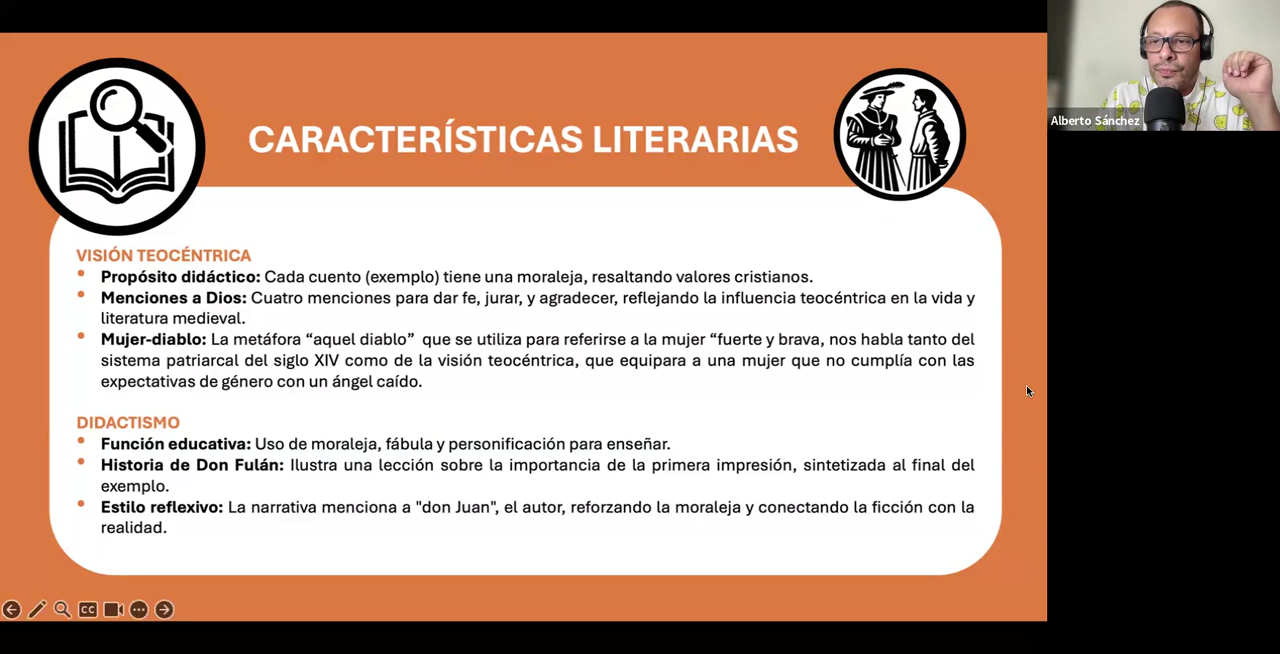 CARACTERÍSTICAS LITERARIAS
Alberto Sánchez
VISIÓN TEOCÉNTRICA
• Propósito didáctico: Cada cuento (exemplo) tiene una moraleja, resaltando valores cristianos.
• Menciones a Dios: Cuatro menciones para dar fe, jurar, y agradecer, reflejando la influencia teocéntrica en la vida y
literatura medieval.
• Mujer-diablo: La metáfora “aquel diablo” que se utiliza para referirse a la mujer “fuerte y brava, nos habla tanto del
sistema patriarcal del siglo XIV como de la visión teocéntrica, que equipara a una mujer que no cumplía con las
expectativas de género con un ángel caído.
DIDACTISMO
• Función educativa: Uso de moraleja, fábula y personificación para enseñar.
• Historia de Don Fulán: Ilustra una lección sobre la importancia de la primera impresión, sintetizada al final del
exemplo.
• Estilo reflexivo: La narrativa menciona a "don Juan", el autor, reforzando la moraleja y conectando la ficción con la
realidad.
CC